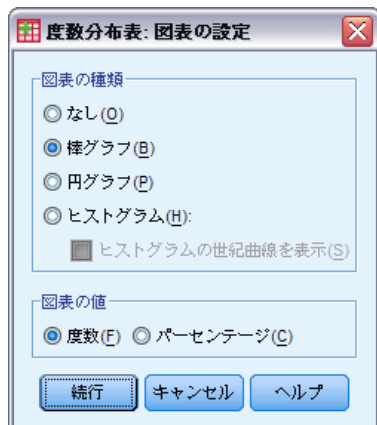 度数分布表: 図表の設定
図表の種類
なし(O)
棒グラフ(B)
円グラフ(P)
ヒストグラム(H):
ヒストグラムの世紀曲線を表示(S)
図表の値
度数(F) パーセンテージ(C)
続行 キャンセル ヘルプ